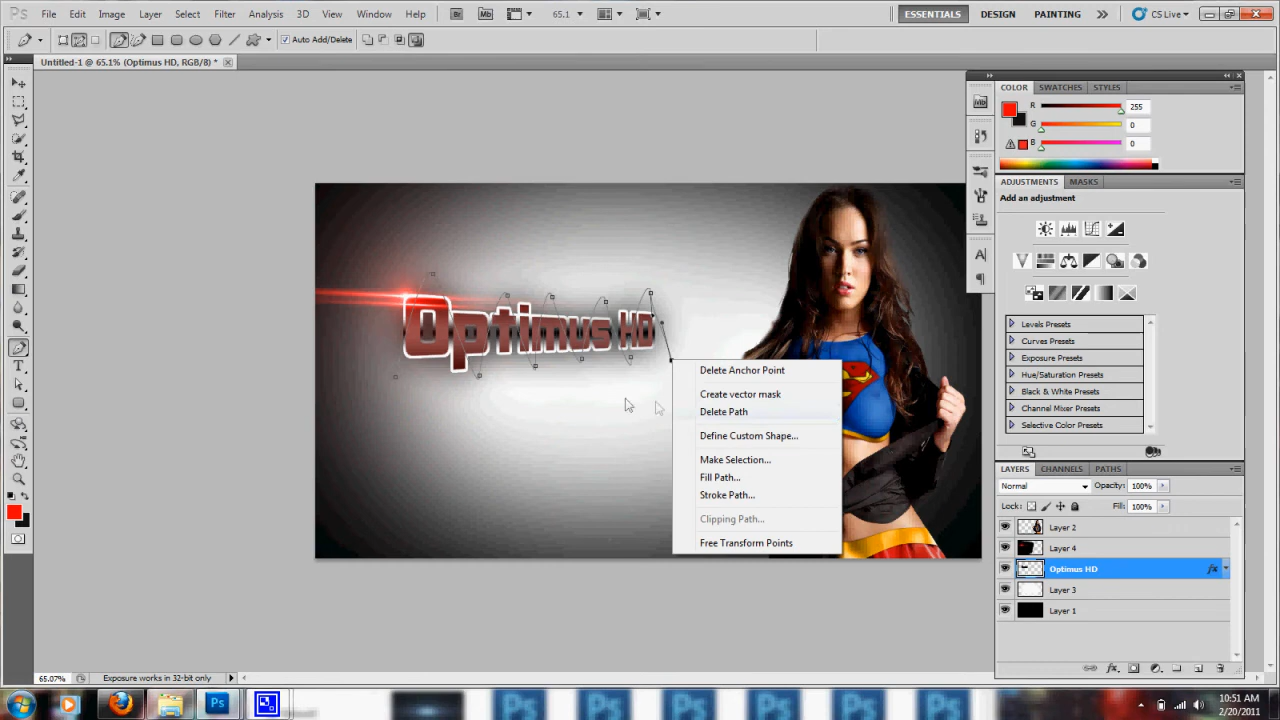 Ps File Edit Image Layer Select Filter Analysis 3D View Window Help Br Mb 65.1 ESSENTIALS DESIGN PAINTING CS Live
Auto Add/Delete
Untitled-1 @ 65.1% (Optimus HD, RGB/8) *
COLOR SWATCHES STYLES
R 255
G 0
B 0
ADJUSTMENTS MASKS
Add an adjustment
Levels Presets
Curves Presets
Exposure Presets
Hue/Saturation Presets
Black & White Presets
Channel Mixer Presets
Selective Color Presets
Optimus HD
Delete Anchor Point
Create vector mask
Delete Path
Define Custom Shape...
Make Selection...
Fill Path...
Stroke Path...
Clipping Path...
Free Transform Points
LAYERS CHANNELS PATHS
Normal Opacity: 100%
Lock: Fill: 100%
Layer 2
Layer 4
Optimus HD fx
Layer 3
Layer 1
65.07% Exposure works in 32-bit only
Ps
10:51 AM
2/20/2011